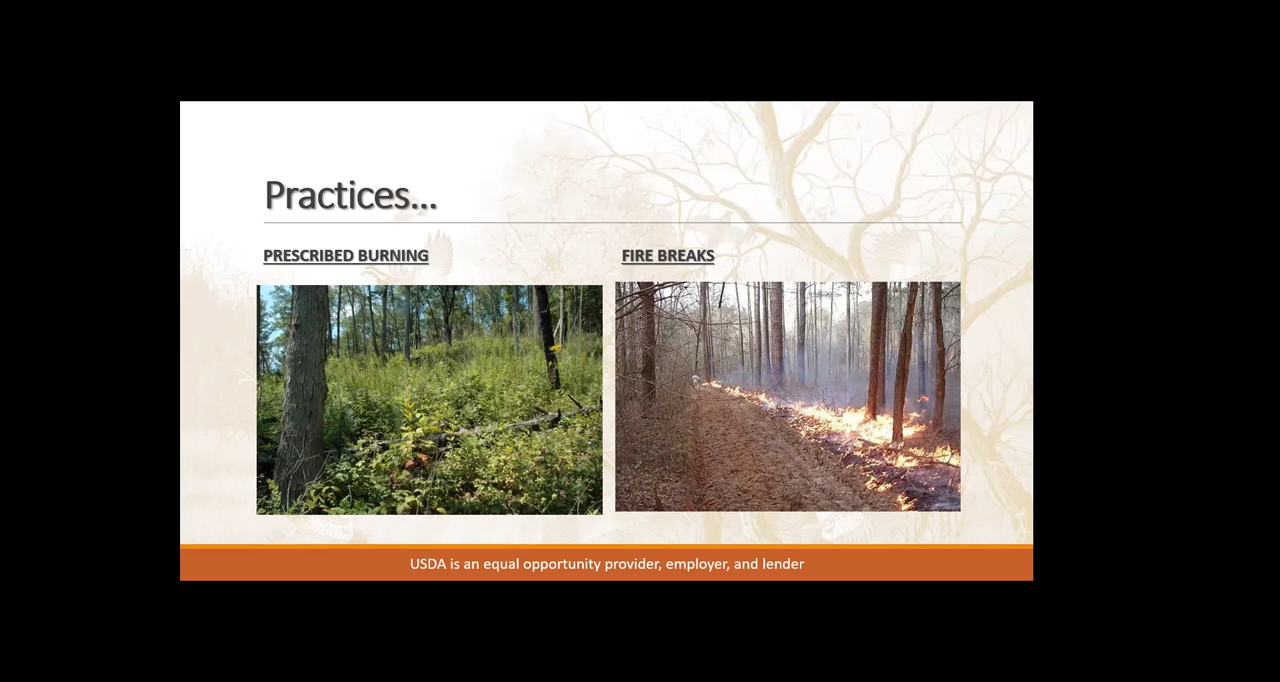 Practices...
PRESCRIBED BURNING
FIRE BREAKS
USDA is an equal opportunity provider, employer, and lender